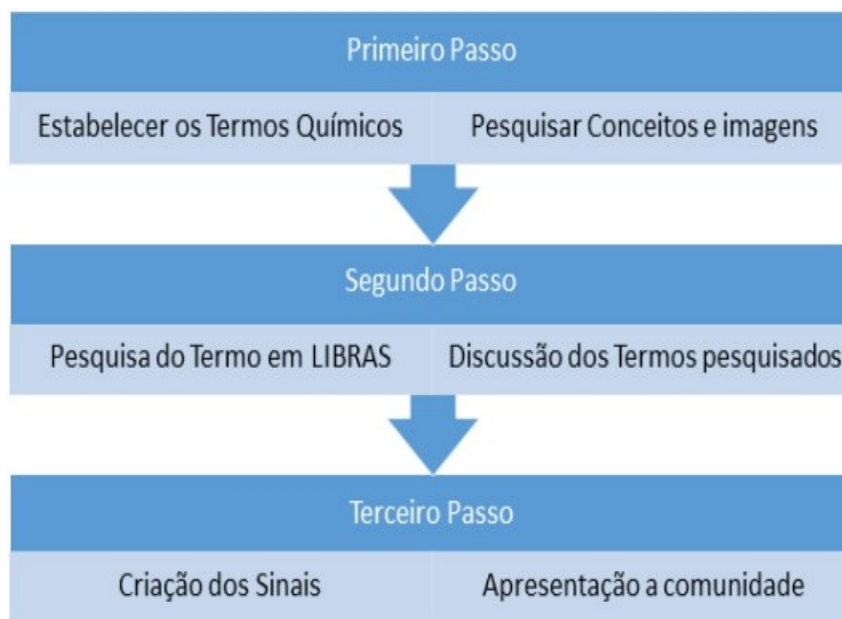 Primeiro Passo
Estabelecer os Termos Químicos
Pesquisar Conceitos e imagens
Segundo Passo
Pesquisa do Termo em LIBRAS
Discussão dos Termos pesquisados
Terceiro Passo
Criação dos Sinais
Apresentação a comunidade